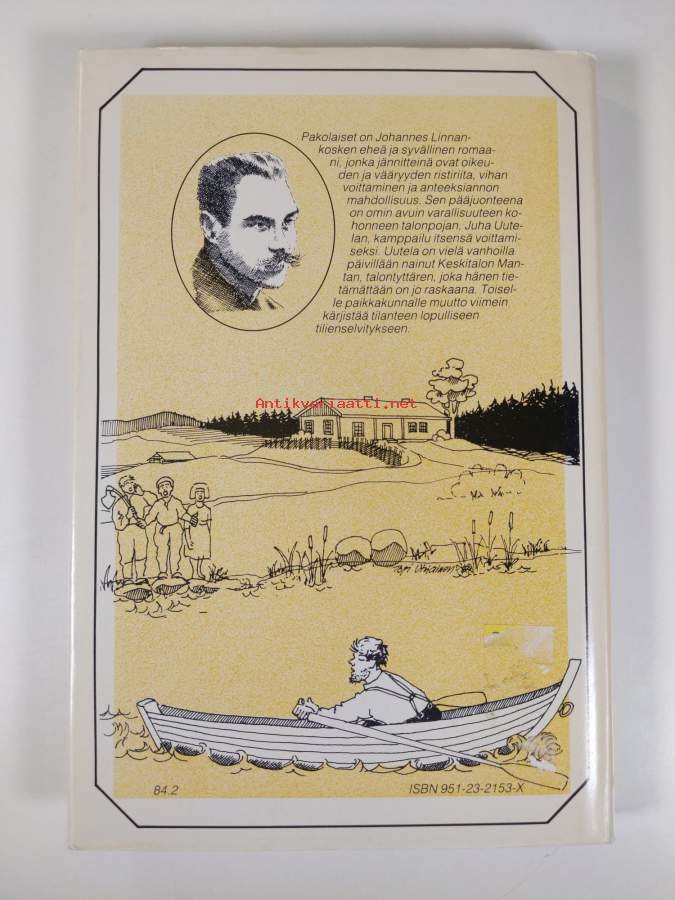 Pakolaiset on Johannes Linnan-
kosken eheä ja syvällinen romaa-
ni, jonka jännitteinä ovat oikeu-
den ja vääryyden ristiriita, vihan
voittaminen ja anteeksiannon
mahdollisuus. Sen pääjuonteena
on omin avuin varallisuuteen ko-
honneen talonpojan, Juha Uute-
lan, kamppailu itsensä voittami-
seksi. Uutela on vielä vanhoilla
päivillään nainut Keskitalon Man-
tan, talontyttären, joka hänen tie-
tämättään on jo raskaana. Toisel-
le paikkakunnalle muutto viimein
kärjistää tilanteen lopulliseen
tilienselvitykseen.
Antikvariaatti.net
84.2
ISBN 951-23-2153-X